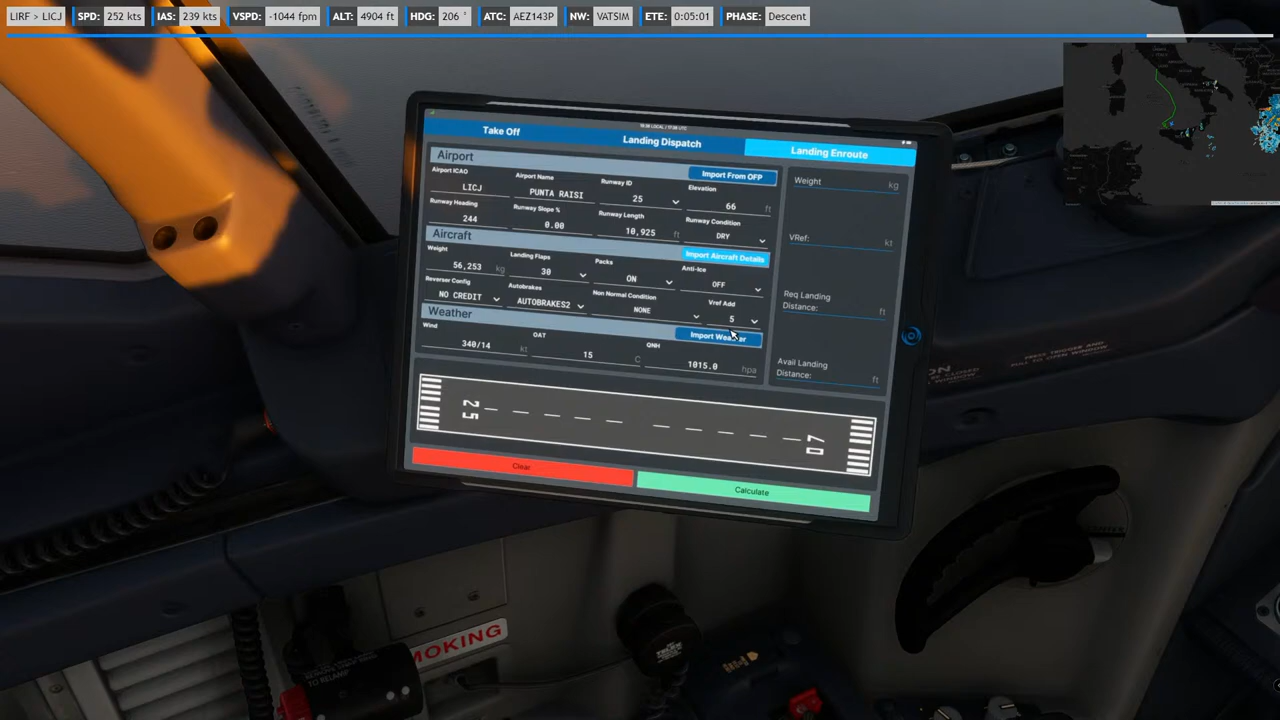 LIRF > LICJ SPD: 252 kts IAS: 239 kts VSPD: -1044 fpm ALT: 4904 ft HDG: 206 ° ATC: AEZ143P NW: VATSIM ETE: 0:05:01 PHASE: Descent
Take Off Landing Dispatch Landing Enroute
Airport Import From OFP
Airport ICAO Airport Name Runway ID Elevation
LICJ PUNTA RAISI 25 66 ft
Runway Heading Runway Slope % Runway Length Runway Condition
244 0.00 10,925 ft DRY
Aircraft Import Aircraft Details
Weight Landing Flaps Packs Anti-Ice
56,253 kg 30 ON OFF
Reverser Config Autobrakes Non Normal Condition Vref Add
NO CREDIT AUTOBRAKES2 NONE 5
Weather Import Weather
Wind OAT QNH
340/14 kt 15 C 1015.0 hpa
Weight kg
VRef: kt
Req Landing
Distance: ft
Avail Landing
Distance: ft
25 07
Clear Calculate
PRESS TRIGGER AND
MOKING